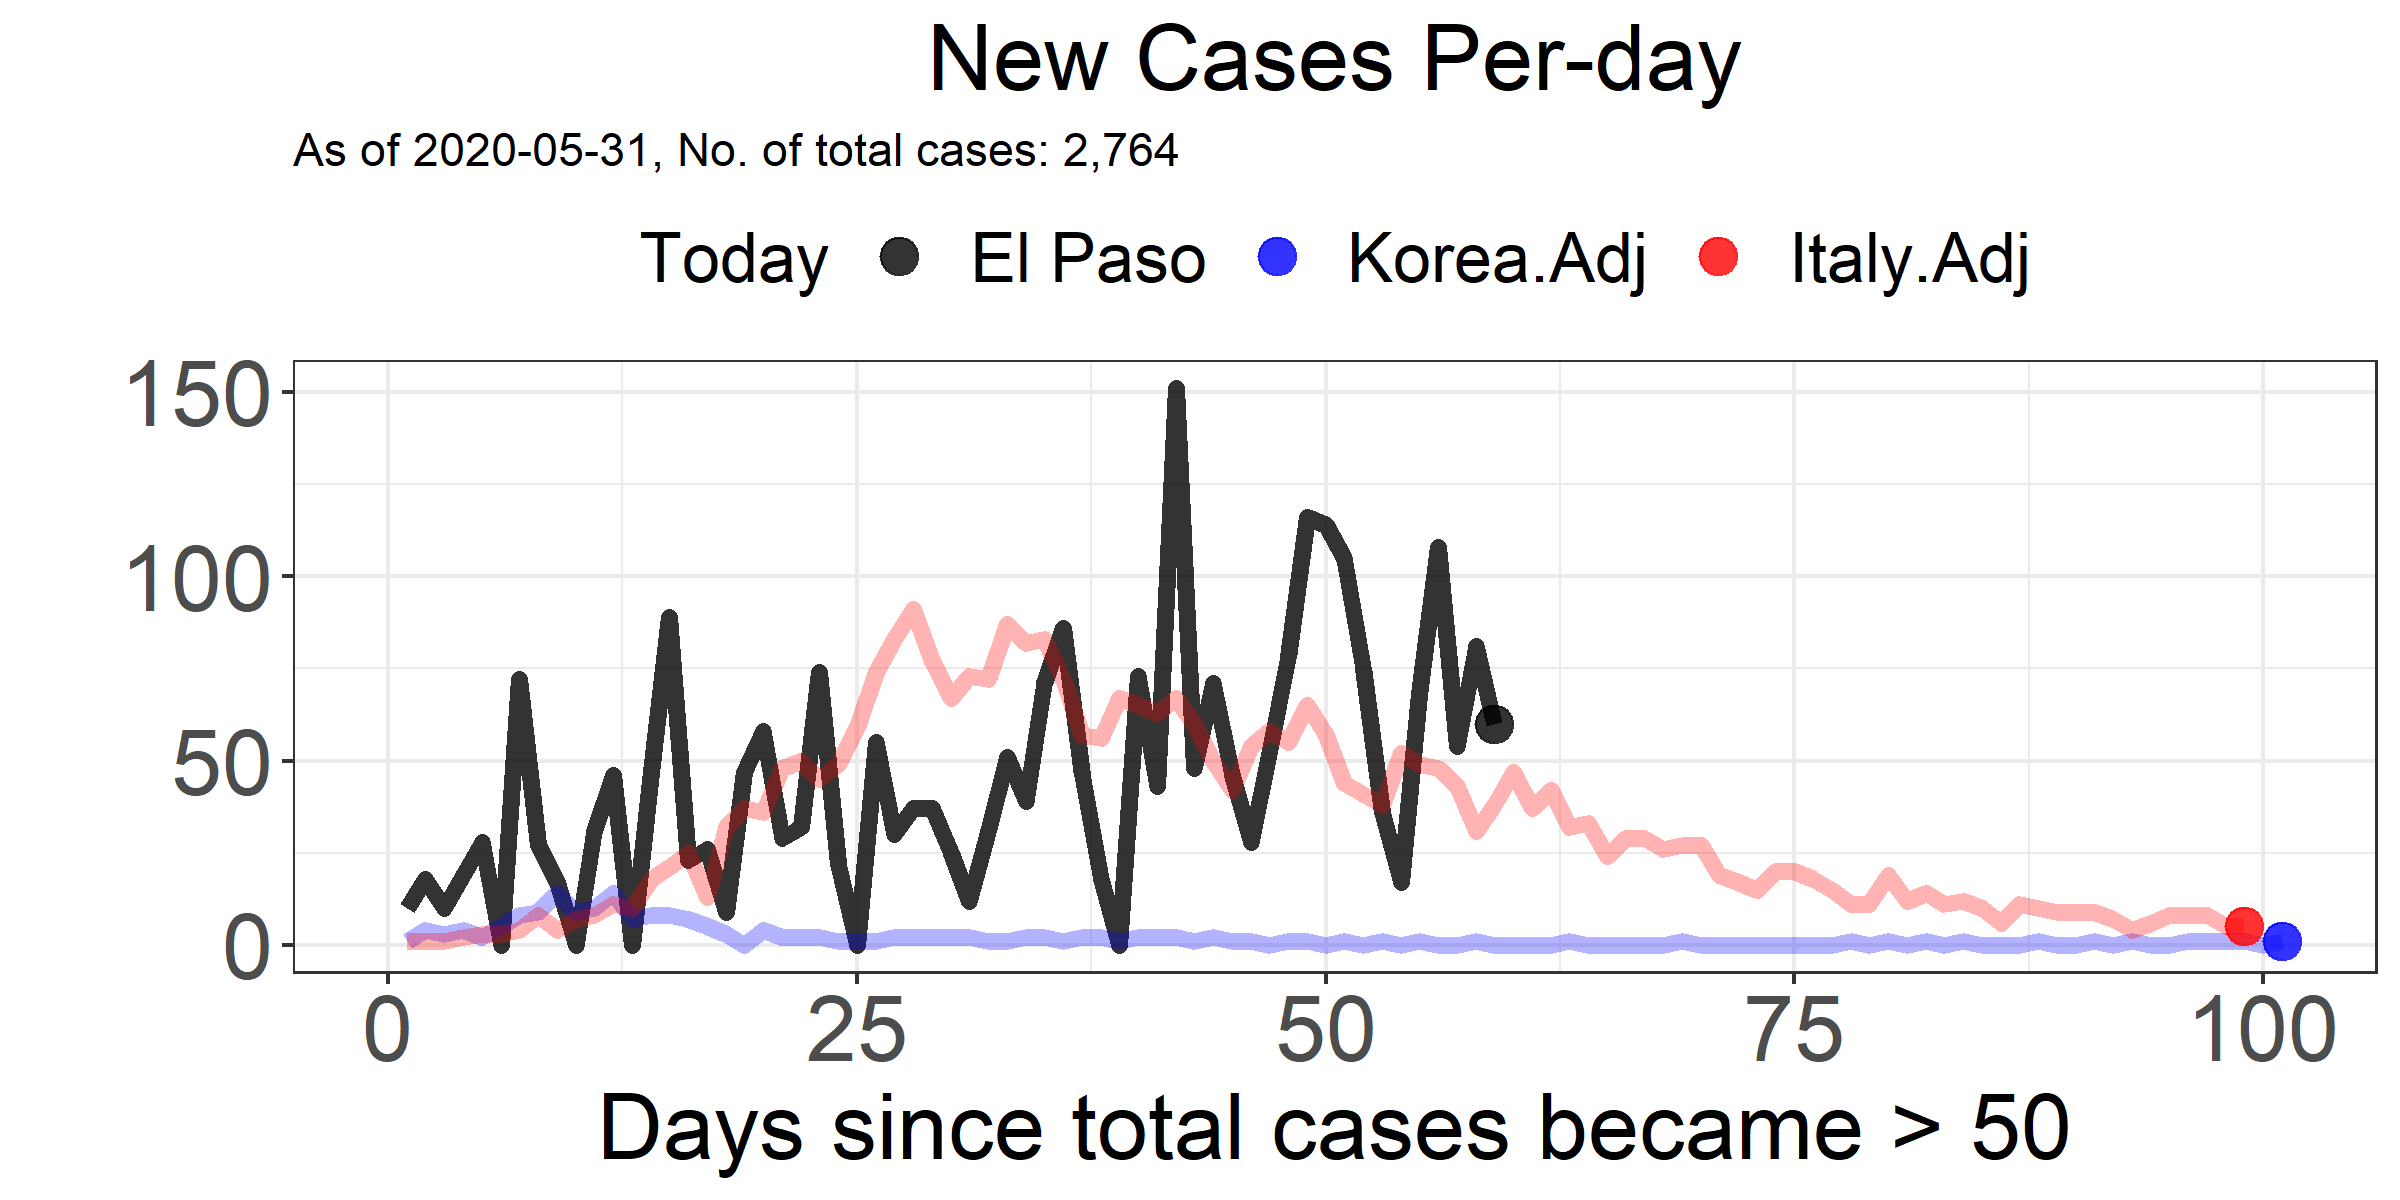 New Cases Per-day
As of 2020-05-31, No. of total cases: 2,764
Today El Paso Korea.Adj Italy.Adj
150
100
50
0
0 25 50 75 100
Days since total cases became > 50